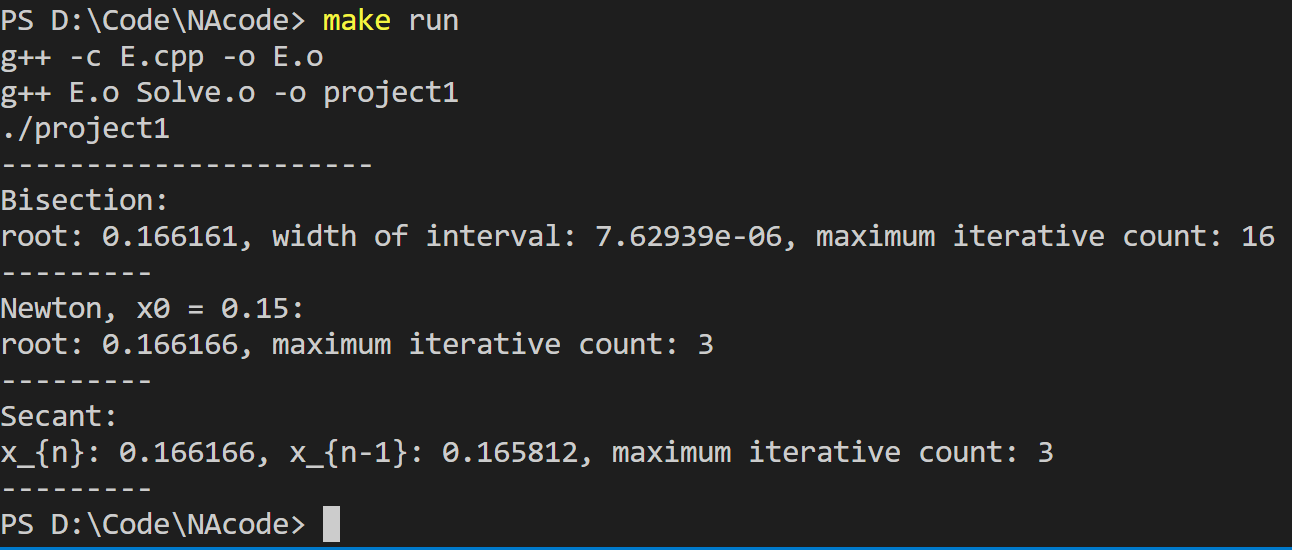 PS D:\Code\NAcode> make run
g++ -c E.cpp -o E.o
g++ E.o Solve.o -o project1
./project1
----------------------
Bisection:
root: 0.166161, width of interval: 7.62939e-06, maximum iterative count: 16
---------
Newton, x0 = 0.15:
root: 0.166166, maximum iterative count: 3
---------
Secant:
x_{n}: 0.166166, x_{n-1}: 0.165812, maximum iterative count: 3
---------
PS D:\Code\NAcode>